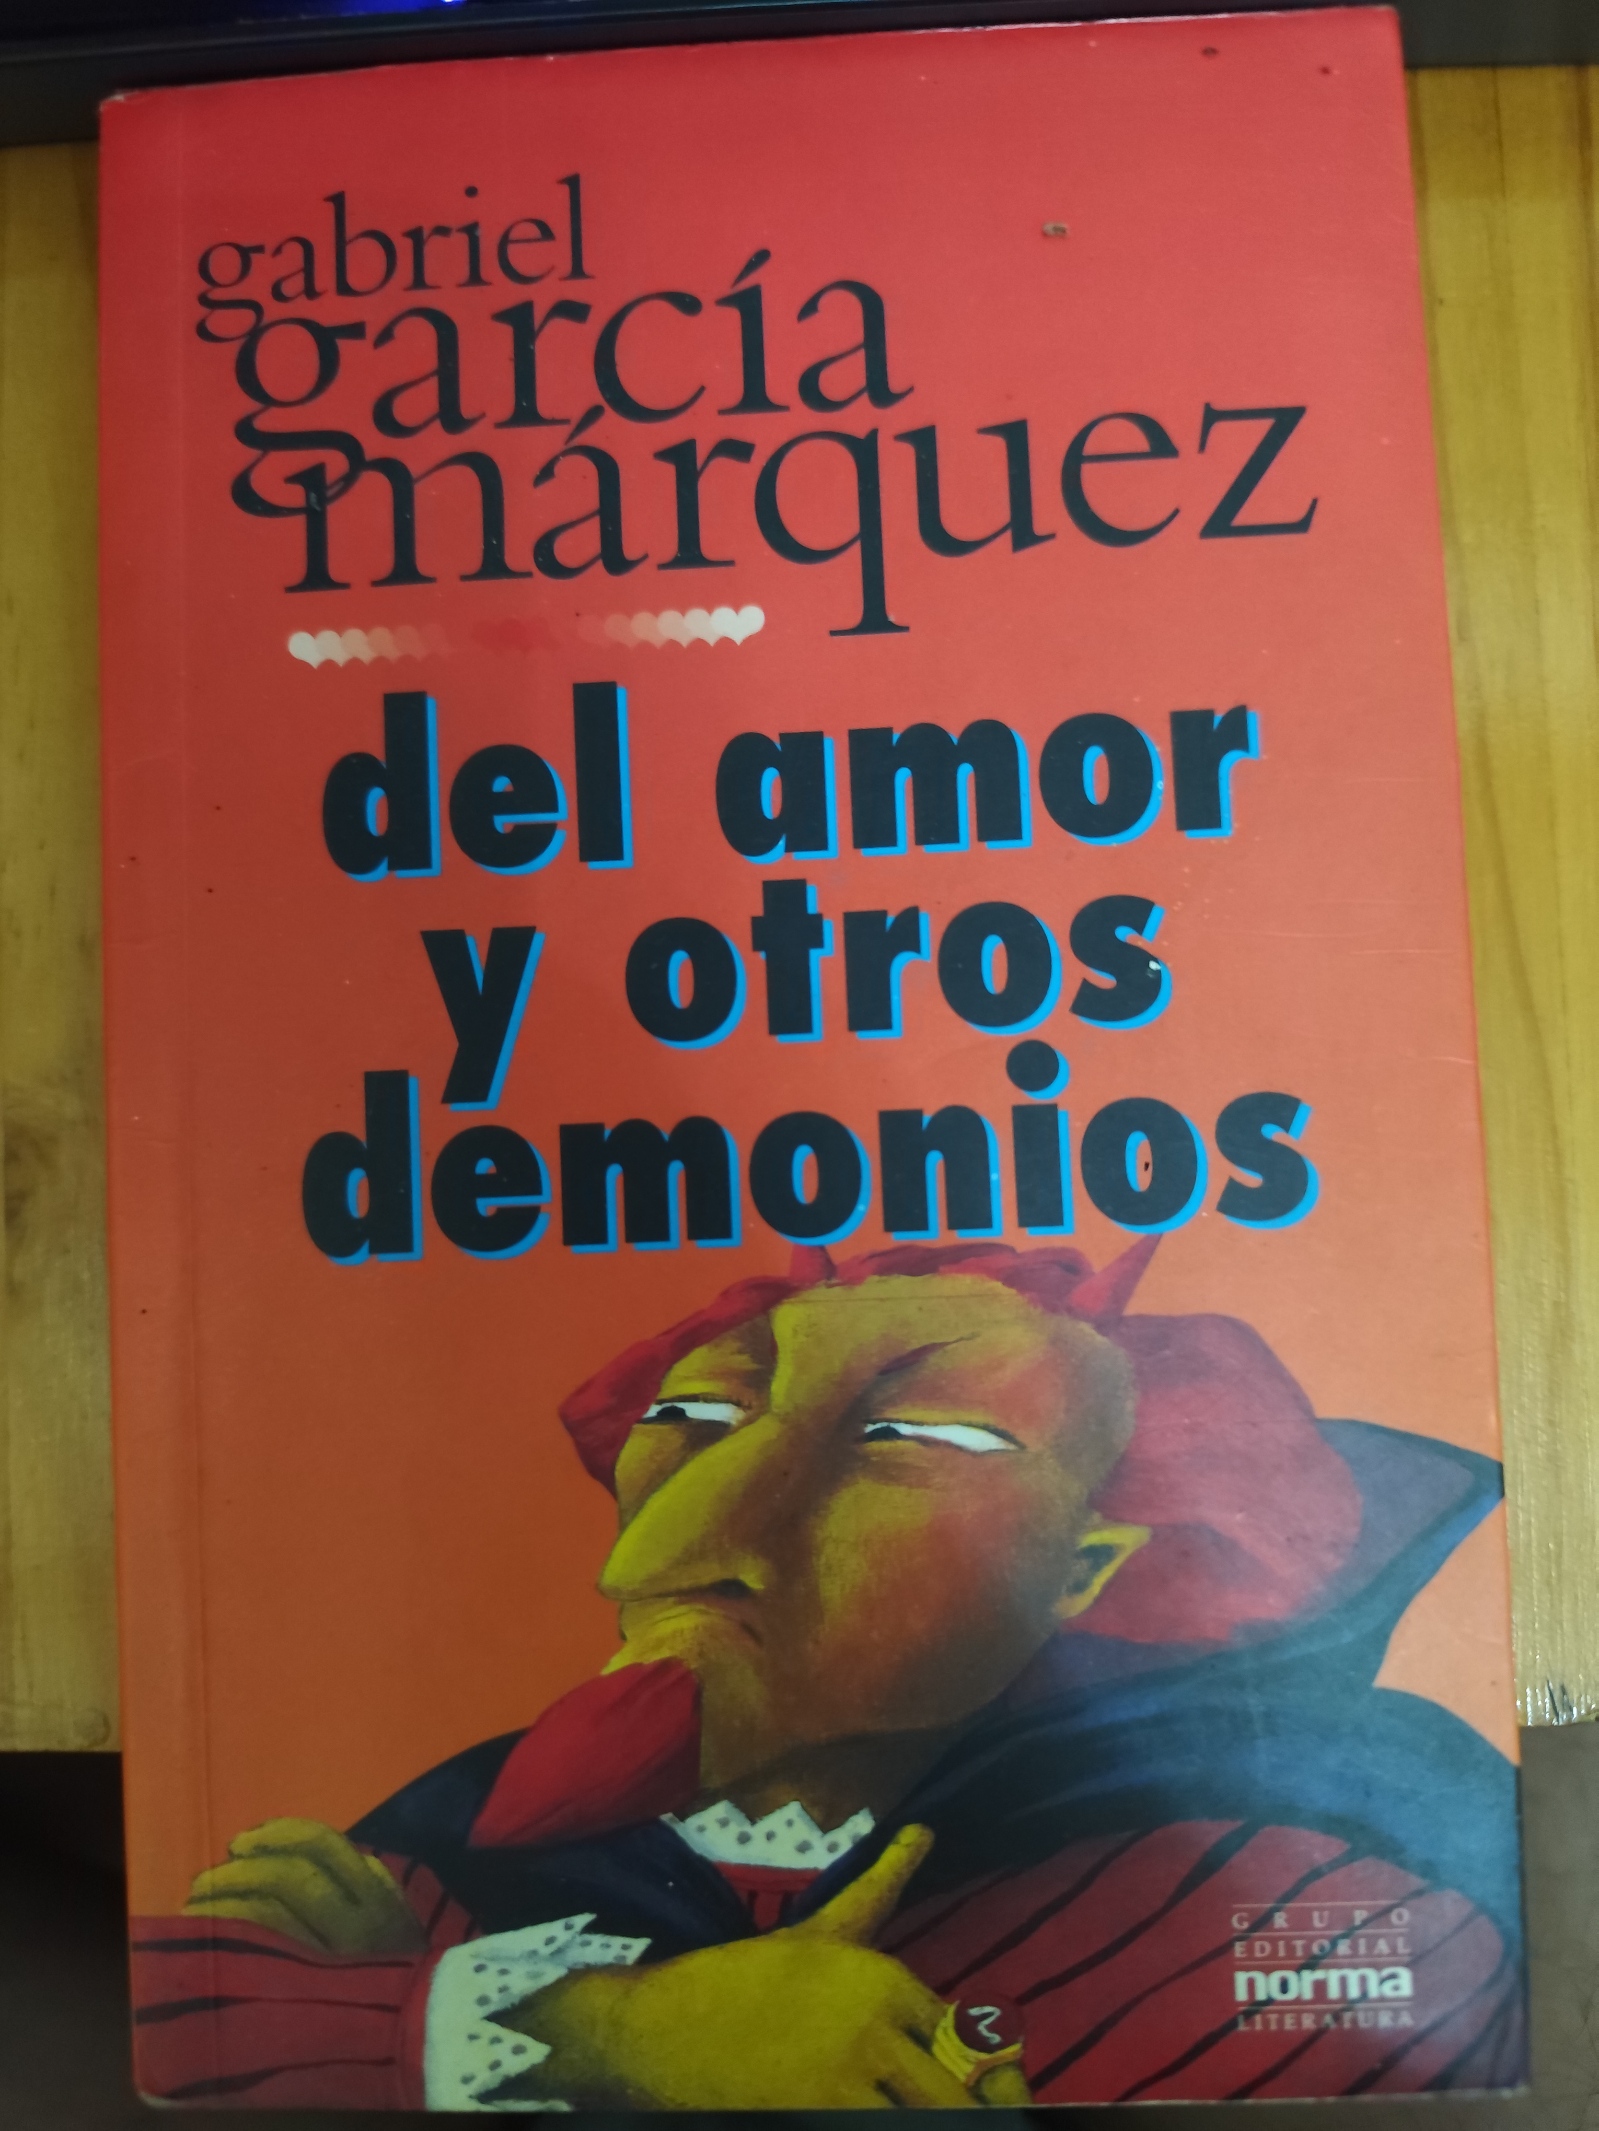 gabriel
garcía
márquez
del amor
y otros
demonios
GRUPO
EDITORIAL
norma
LITERATURA